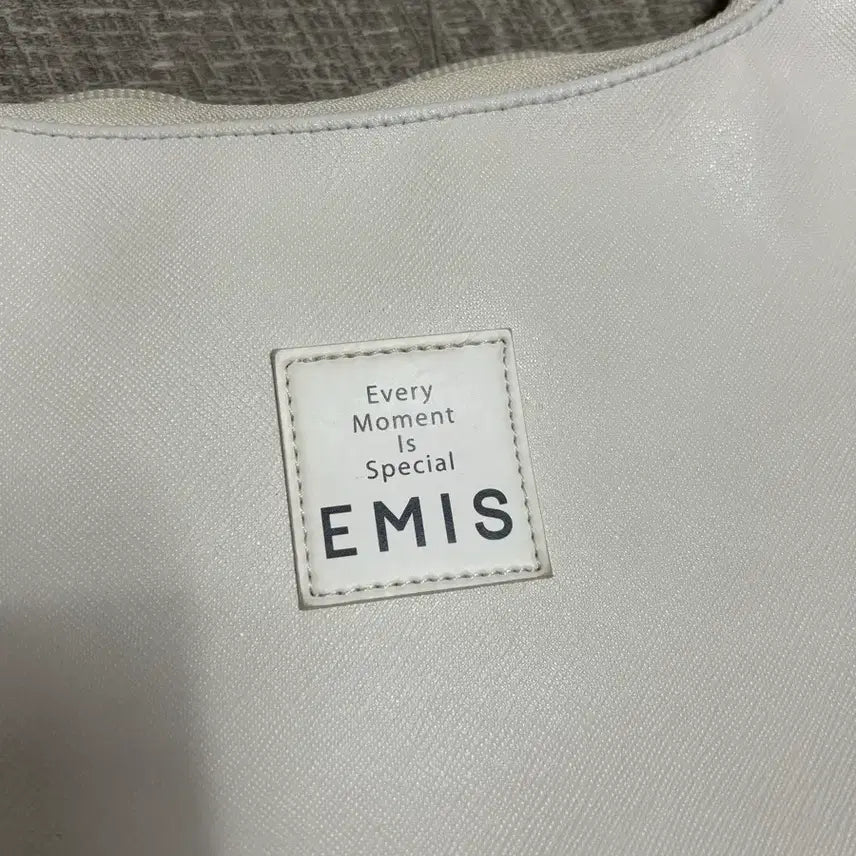 Every
Moment
Is
Special
EMIS